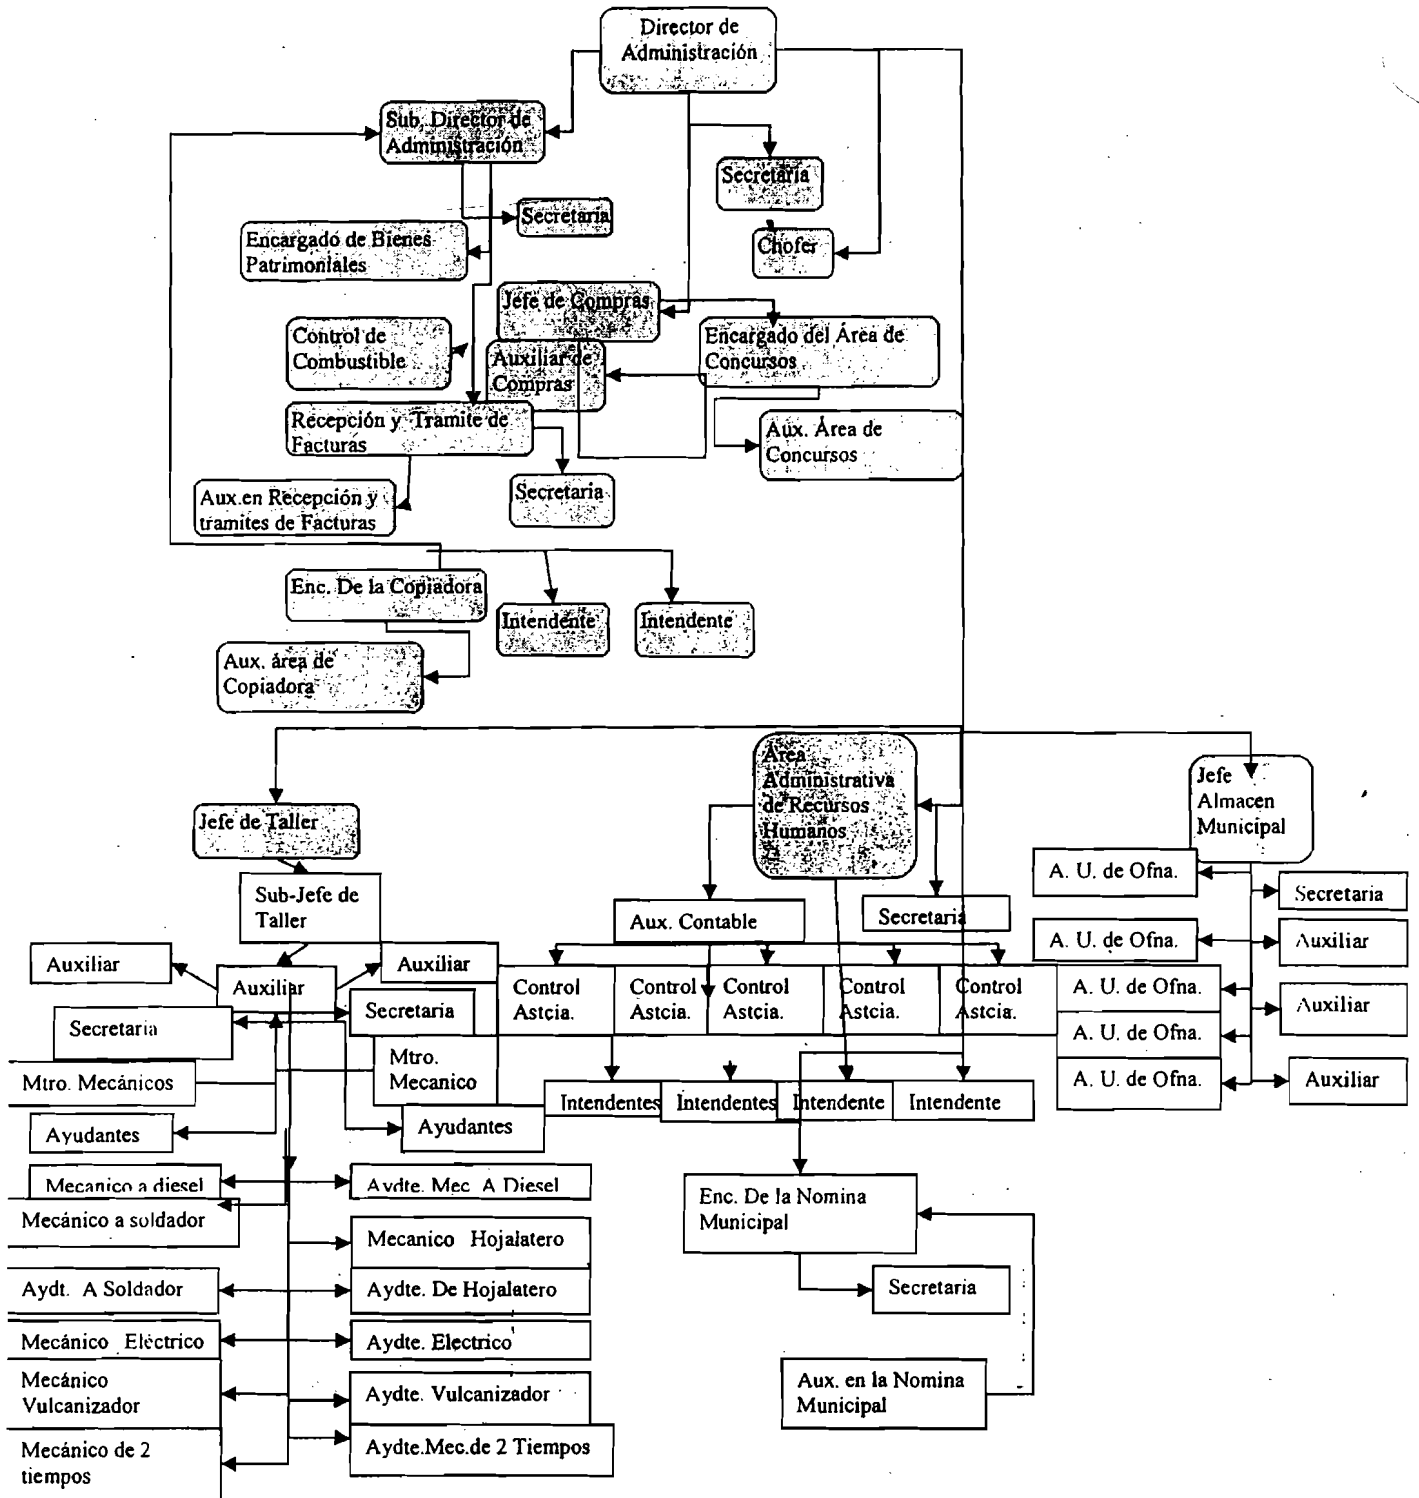 Director de
Administración
Sub. Director de
Administración
Secretaria
Secretaria
Encargado de Bienes
Patrimoniales
Chofer
Jefe de Compras
Control de
Combustible
Encargado del Área de
Concursos
Auxiliar de
Compras
Recepción y Tramite de
Facturas
Aux. Área de
Concursos
Aux.en Recepción y
tramites de Facturas
Secretaria
Enc. De la Copiadora
Intendente
Intendente
Aux. área de
Copiadora
Área
Administrativa
de Recursos
Humanos
Jefe
Almacen
Municipal
Jefe de Taller
Sub-Jefe de
Taller
A. U. de Ofna.
Secretaria
Aux. Contable
Secretaria
A. U. de Ofna.
Auxiliar
Auxiliar
Auxiliar
Auxiliar
Control
Astcia.
Control
Astcia.
Control
Astcia.
Control
Astcia.
Control
Astcia.
A. U. de Ofna.
Auxiliar
Secretaria
Secretaria
A. U. de Ofna.
Mtro. Mecánicos
Mtro.
Mecanico
A. U. de Ofna.
Auxiliar
Intendentes
Intendentes
Intendente
Intendente
Ayudantes
Ayudantes
Mecanico a diesel
Aydte. Mec A Diesel
Mecánico a soldador
Mecanico Hojalatero
Enc. De la Nomina
Municipal
Aydt. A Soldador
Aydte. De Hojalatero
Secretaria
Mecánico Eléctrico
Aydte. Electrico
Mecánico
Vulcanizador
Aydte. Vulcanizador
Aux. en la Nomina
Municipal
Mecánico de 2
tiempos
Aydte.Mec.de 2 Tiempos